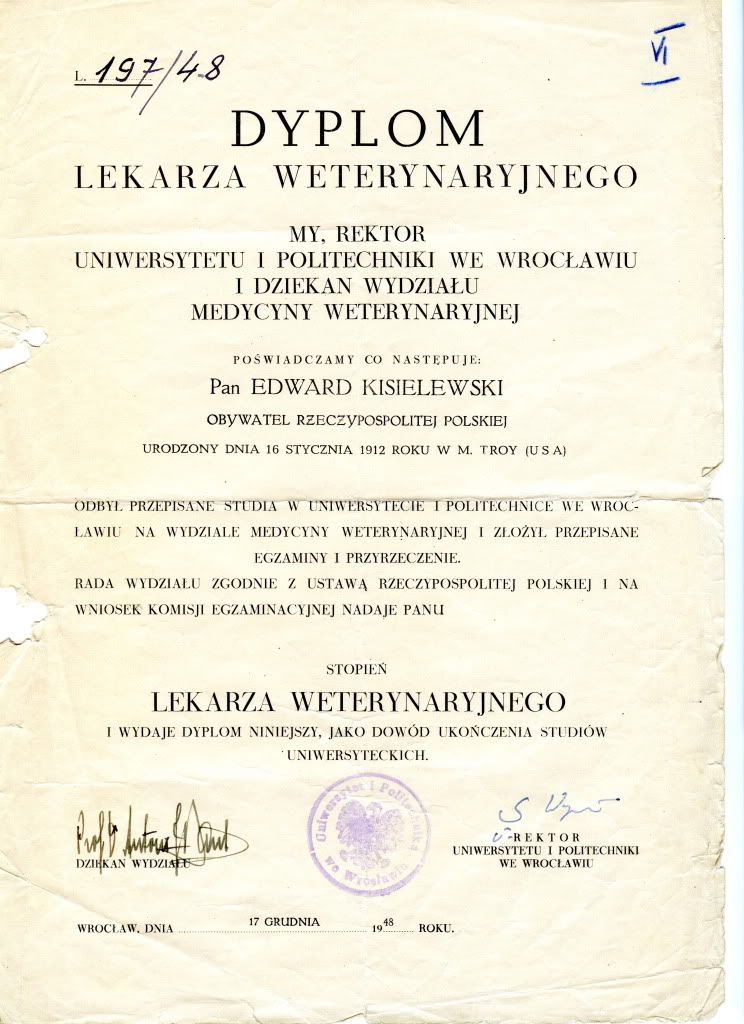 L. 197/48
VI
DYPLOM
LEKARZA WETERYNARYJNEGO
MY, REKTOR
UNIWERSYTETU I POLITECHNIKI WE WROCŁAWIU
I DZIEKAN WYDZIAŁU
MEDYCYNY WETERYNARYJNEJ
POŚWIADCZAMY CO NASTĘPUJE:
Pan EDWARD KISIELEWSKI
OBYWATEL RZECZYPOSPOLITEJ POLSKIEJ
URODZONY DNIA 16 STYCZNIA 1912 ROKU W M. TROY (USA)
ODBYŁ PRZEPISANE STUDIA W UNIWERSYTECIE I POLITECHNICE WE WROC-
ŁAWIU NA WYDZIALE MEDYCYNY WETERYNARYJNEJ I ZŁOŻYŁ PRZEPISANE
EGZAMINY I PRZYRZECZENIE.
RADA WYDZIAŁU ZGODNIE Z USTAWĄ RZECZYPOSPOLITEJ POLSKIEJ I NA
WNIOSEK KOMISJI EGZAMINACYJNEJ NADAJE PANU
STOPIEŃ
LEKARZA WETERYNARYJNEGO
I WYDAJE DYPLOM NINIEJSZY, JAKO DOWÓD UKOŃCZENIA STUDIÓW
UNIWERSYTECKICH.
Uniwersytet i Politechnika
we Wrocławiu
Prof Dr Antoni
DZIEKAN WYDZIAŁU
REKTOR
UNIWERSYTETU I POLITECHNIKI
WE WROCŁAWIU
WROCŁAW, DNIA 17 GRUDNIA 1948 ROKU.